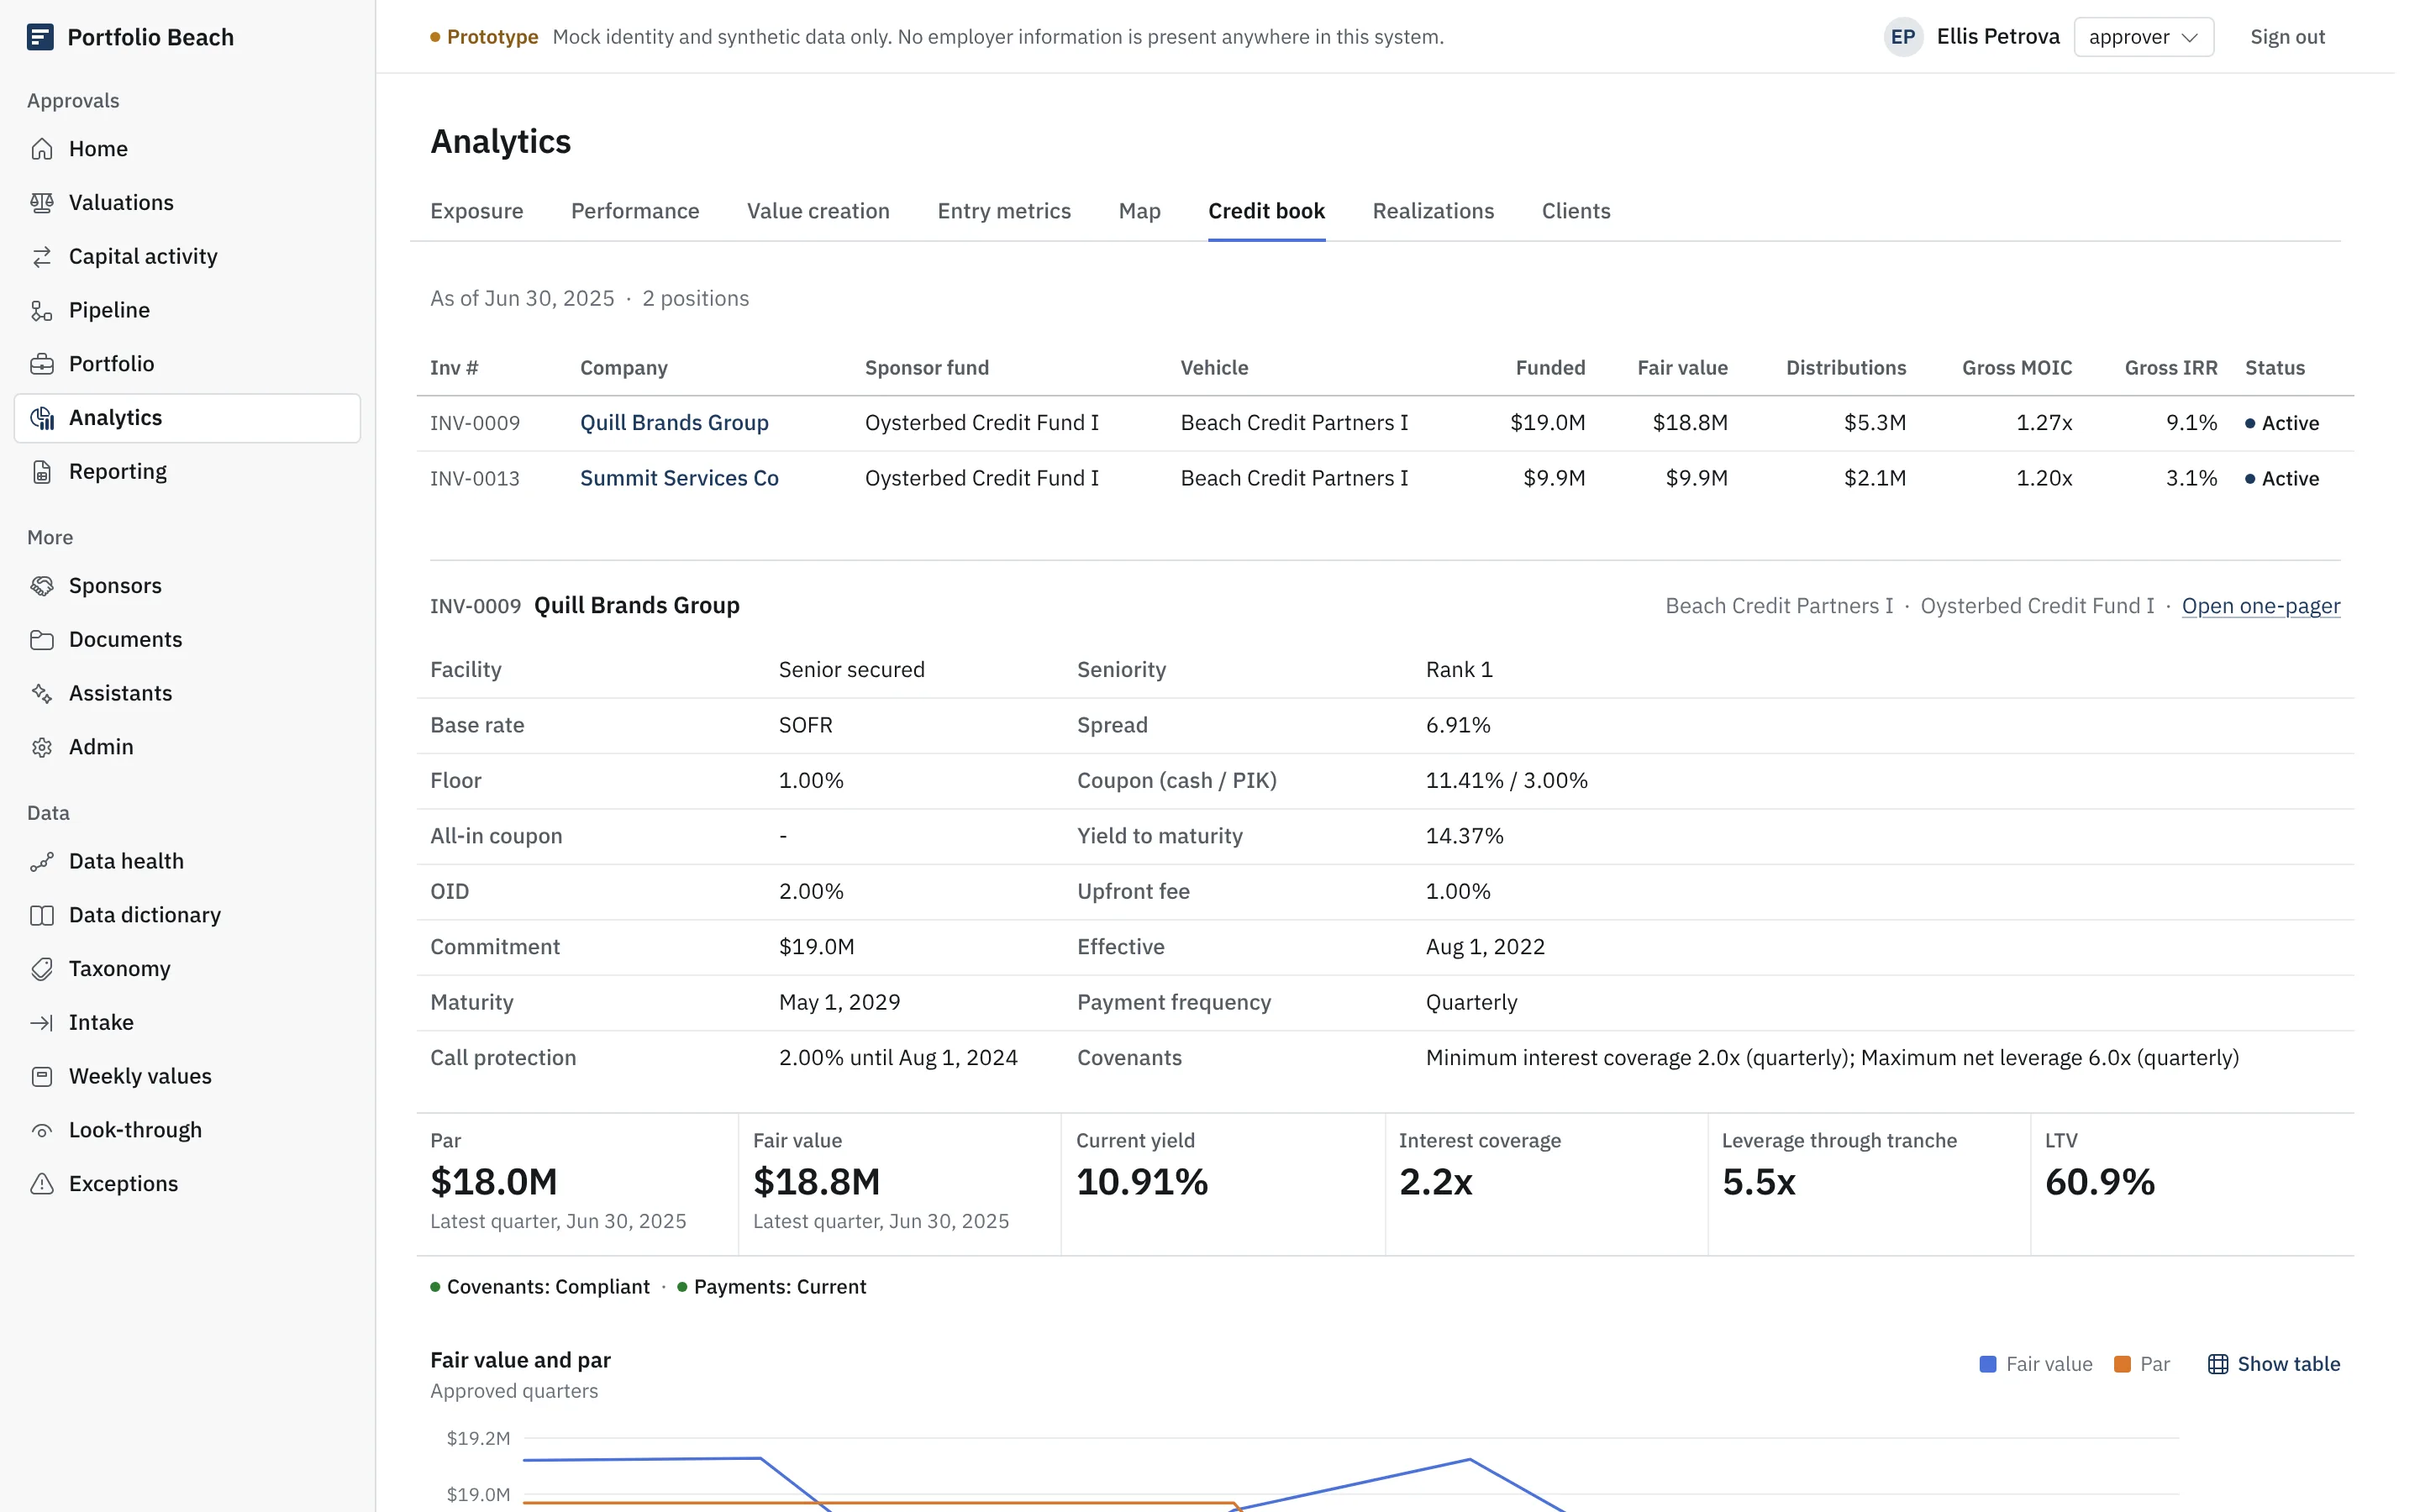 Portfolio Beach
Approvals
Home
Valuations
Capital activity
Pipeline
Portfolio
Analytics
Reporting
More
Sponsors
Documents
Assistants
Admin
Data
Data health
Data dictionary
Taxonomy
Intake
Weekly values
Look-through
Exceptions
Prototype Mock identity and synthetic data only. No employer information is present anywhere in this system.
EP Ellis Petrova approver Sign out
Analytics
Exposure Performance Value creation Entry metrics Map Credit book Realizations Clients
As of Jun 30, 2025 · 2 positions
Inv # Company Sponsor fund Vehicle Funded Fair value Distributions Gross MOIC Gross IRR Status
INV-0009 Quill Brands Group Oysterbed Credit Fund I Beach Credit Partners I $19.0M $18.8M $5.3M 1.27x 9.1% Active
INV-0013 Summit Services Co Oysterbed Credit Fund I Beach Credit Partners I $9.9M $9.9M $2.1M 1.20x 3.1% Active
INV-0009 Quill Brands Group Beach Credit Partners I · Oysterbed Credit Fund I · Open one-pager
Facility Senior secured Seniority Rank 1
Base rate SOFR Spread 6.91%
Floor 1.00% Coupon (cash / PIK) 11.41% / 3.00%
All-in coupon - Yield to maturity 14.37%
OID 2.00% Upfront fee 1.00%
Commitment $19.0M Effective Aug 1, 2022
Maturity May 1, 2029 Payment frequency Quarterly
Call protection 2.00% until Aug 1, 2024 Covenants Minimum interest coverage 2.0x (quarterly); Maximum net leverage 6.0x (quarterly)
Par Fair value Current yield Interest coverage Leverage through tranche LTV
$18.0M $18.8M 10.91% 2.2x 5.5x 60.9%
Latest quarter, Jun 30, 2025 Latest quarter, Jun 30, 2025
Covenants: Compliant · Payments: Current
Fair value and par Fair value Par Show table
Approved quarters
$19.2M
$19.0M